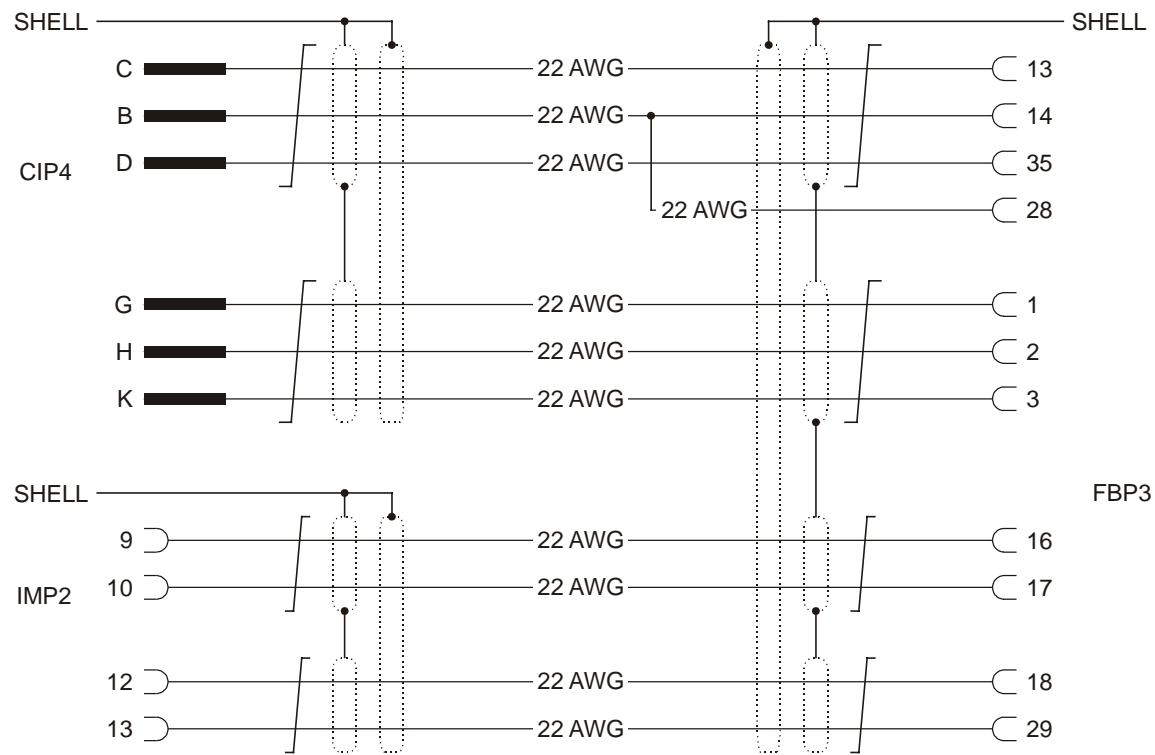 SHELL SHELL
C 22 AWG 13
B 22 AWG 14
CIP4 D 22 AWG 35
22 AWG 28
G 22 AWG 1
H 22 AWG 2
K 22 AWG 3
SHELL FBP3
9 22 AWG 16
IMP2 10 22 AWG 17
12 22 AWG 18
13 22 AWG 29